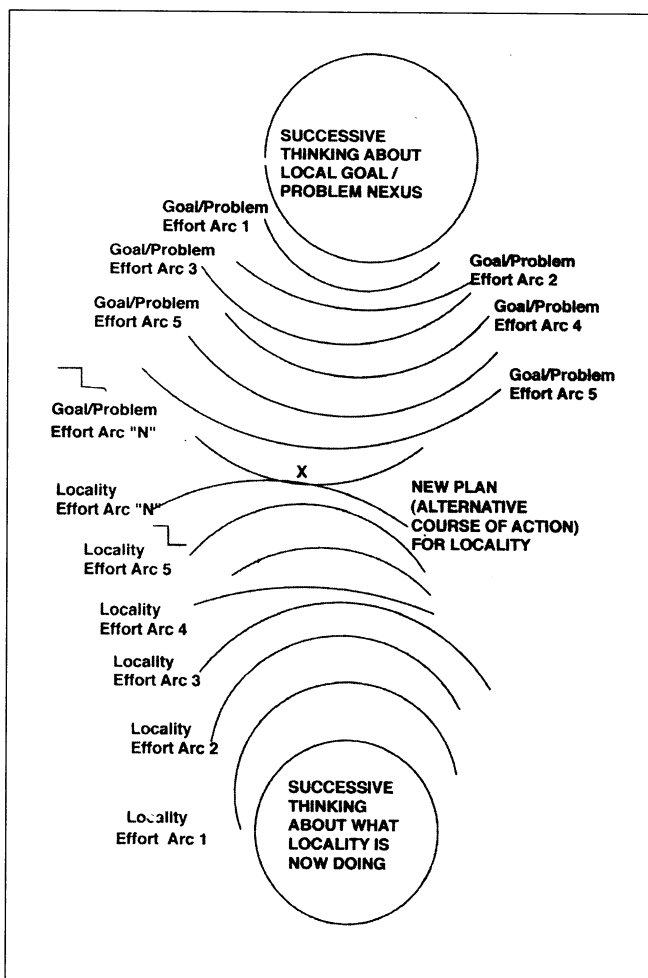 SUCCESSIVE
THINKING ABOUT
LOCAL GOAL /
PROBLEM NEXUS
Goal/Problem
Effort Arc 1
Goal/Problem
Effort Arc 3
Goal/Problem
Effort Arc 2
Goal/Problem
Effort Arc 5
Goal/Problem
Effort Arc 4
Goal/Problem
Effort Arc 5
Goal/Problem
Effort Arc "N"
X
Locality
Effort Arc "N"
NEW PLAN
(ALTERNATIVE
COURSE OF ACTION)
FOR LOCALITY
Locality
Effort Arc 5
Locality
Effort Arc 4
Locality
Effort Arc 3
Locality
Effort Arc 2
SUCCESSIVE
THINKING
ABOUT WHAT
LOCALITY IS
NOW DOING
Locality
Effort Arc 1